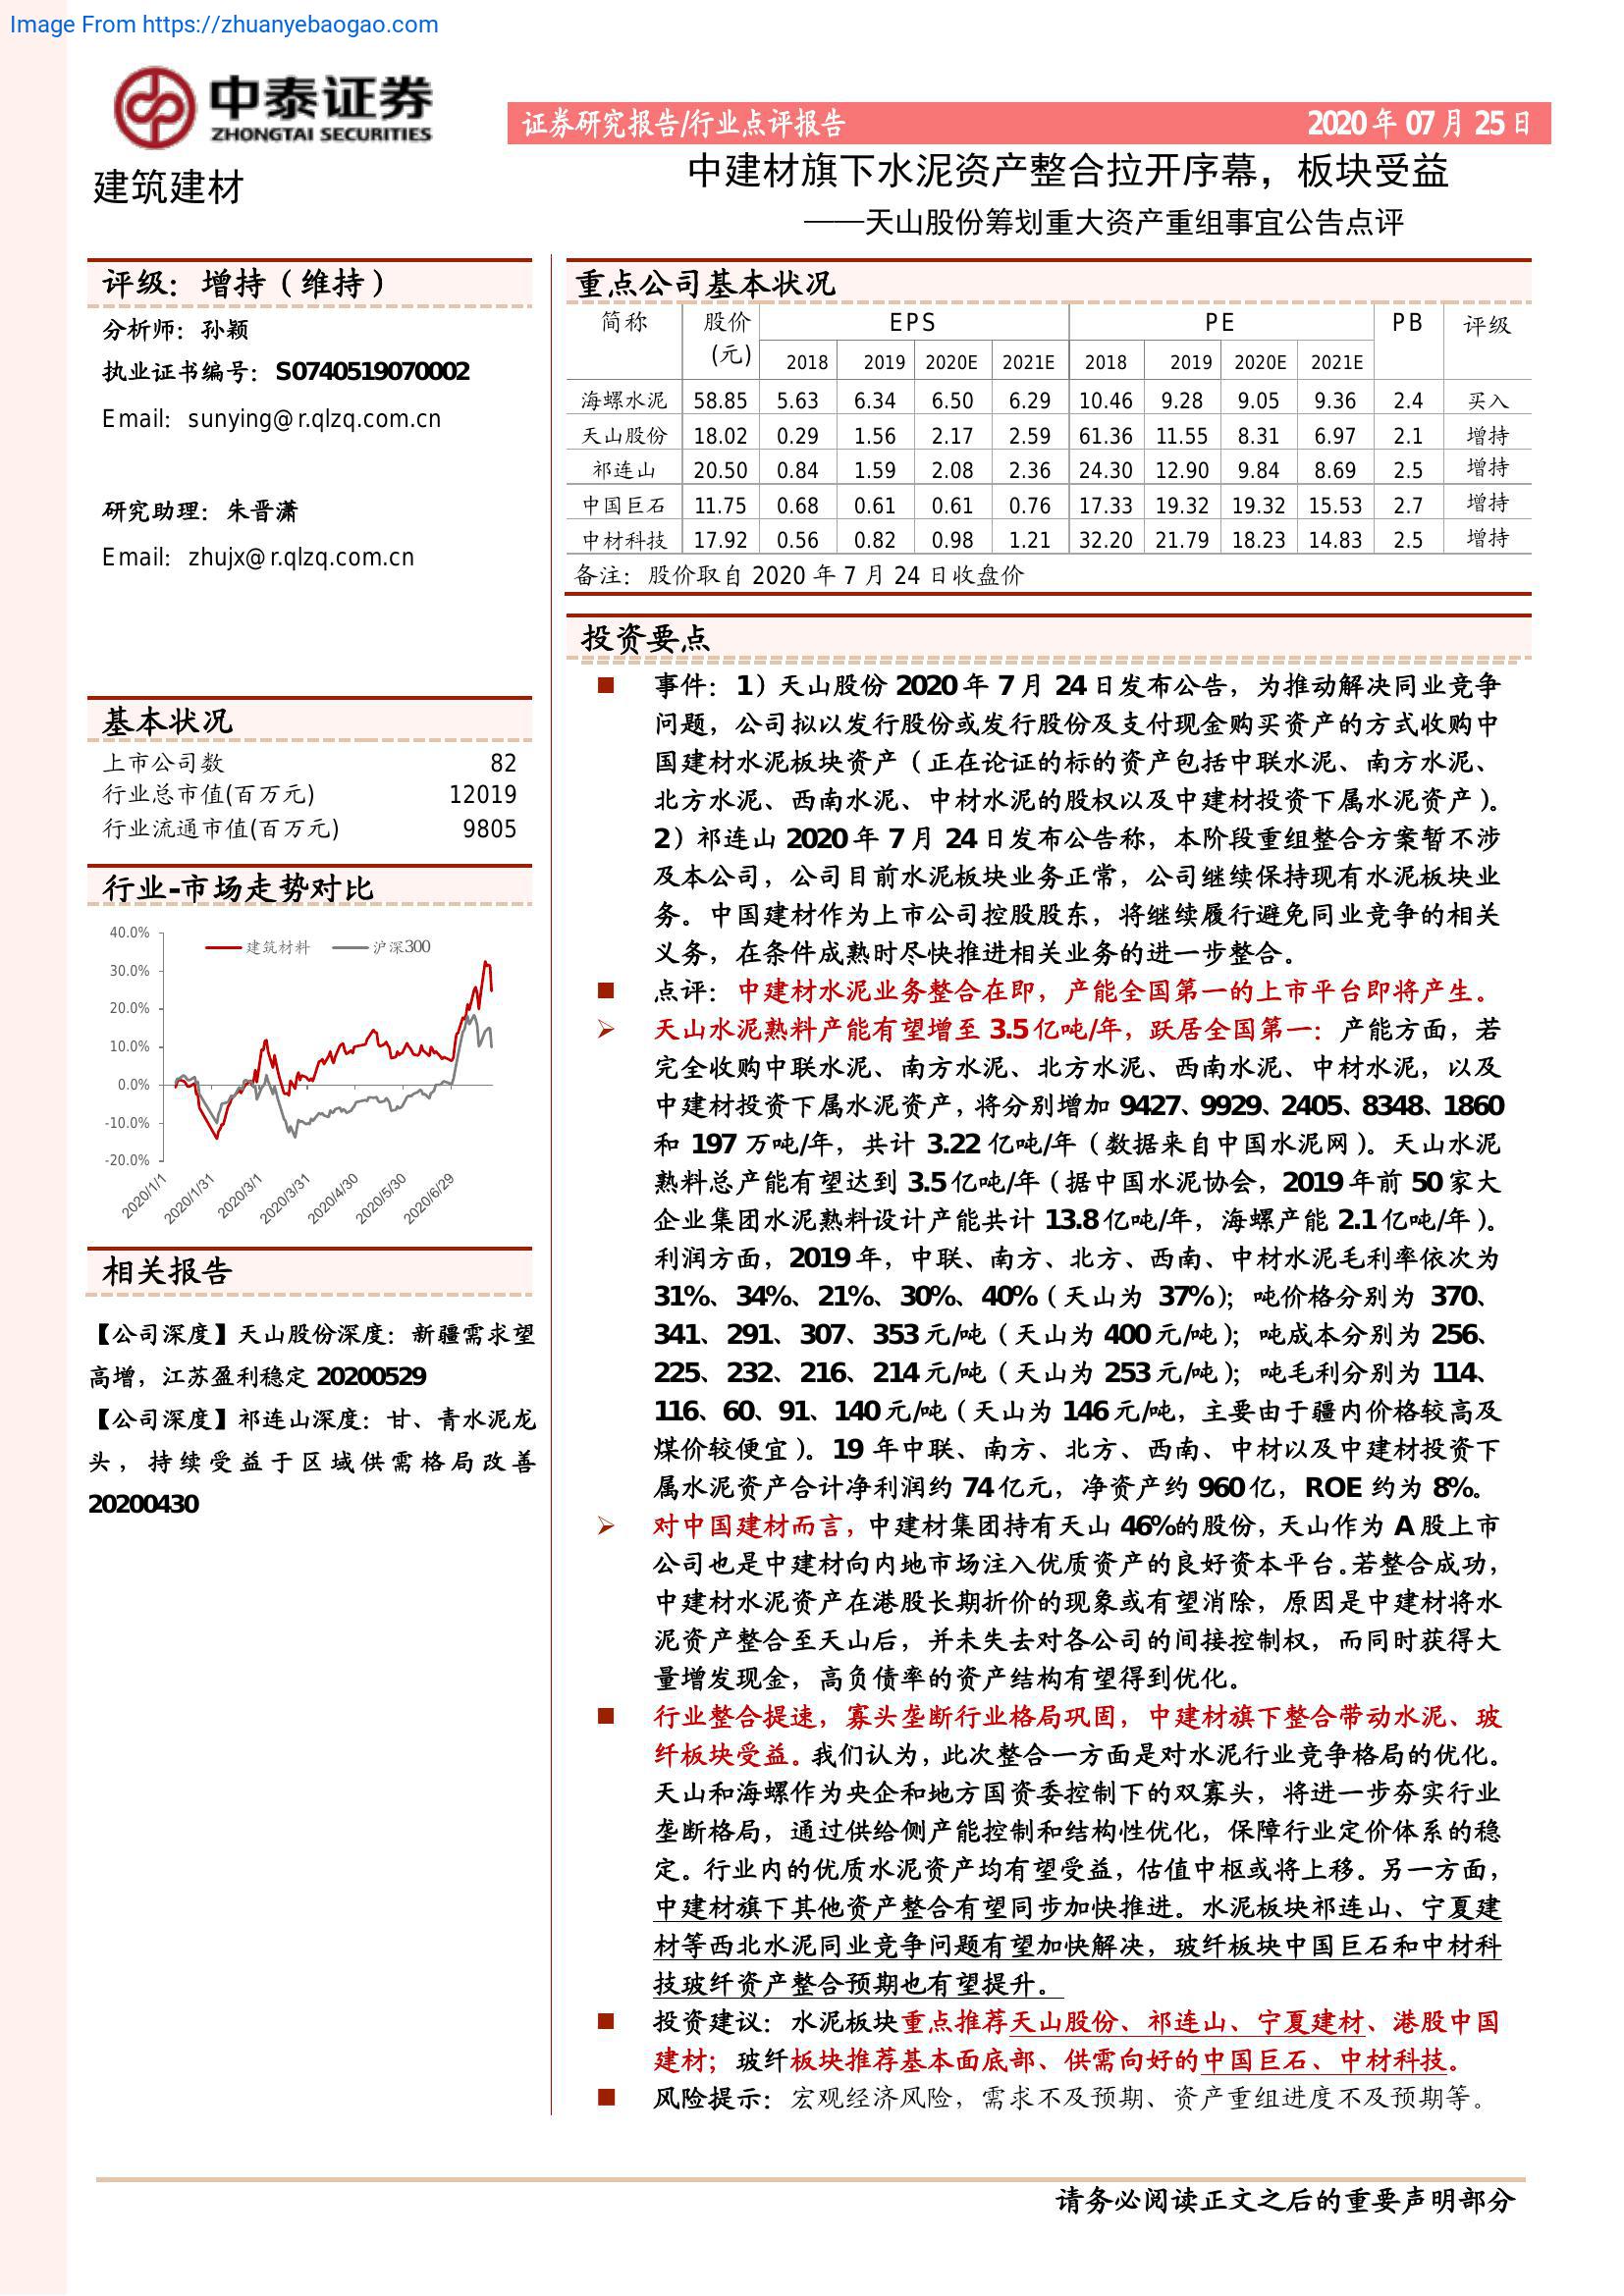 Image From https://zhuanyebaogao.com
中泰证券
ZHONGTAI SECURITIES
证券研究报告/行业点评报告 2020年07月25日
建筑建材
中建材旗下水泥资产整合拉开序幕，板块受益
——天山股份筹划重大资产重组事宜公告点评
评级：增持（维持）
分析师：孙颖
执业证书编号：S0740519070002
Email：sunying@r.qlzq.com.cn
研究助理：朱晋潇
Email：zhujx@r.qlzq.com.cn
基本状况
上市公司数 82
行业总市值(百万元) 12019
行业流通市值(百万元) 9805
行业-市场走势对比
建筑材料 沪深300
40.0%
30.0%
20.0%
10.0%
0.0%
-10.0%
-20.0%
2020/1/1 2020/1/31 2020/3/1 2020/3/31 2020/4/30 2020/5/30 2020/6/29
相关报告
【公司深度】天山股份深度：新疆需求望
高增，江苏盈利稳定 20200529
【公司深度】祁连山深度：甘、青水泥龙
头，持续受益于区域供需格局改善
20200430
重点公司基本状况
简称 股价 EPS PE PB 评级
(元) 2018 2019 2020E 2021E 2018 2019 2020E 2021E
海螺水泥 58.85 5.63 6.34 6.50 6.29 10.46 9.28 9.05 9.36 2.4 买入
天山股份 18.02 0.29 1.56 2.17 2.59 61.36 11.55 8.31 6.97 2.1 增持
祁连山 20.50 0.84 1.59 2.08 2.36 24.30 12.90 9.84 8.69 2.5 增持
中国巨石 11.75 0.68 0.61 0.61 0.76 17.33 19.32 19.32 15.53 2.7 增持
中材科技 17.92 0.56 0.82 0.98 1.21 32.20 21.79 18.23 14.83 2.5 增持
备注：股价取自2020年7月24日收盘价
投资要点
■ 事件：1）天山股份2020年7月24日发布公告，为推动解决同业竞争
问题，公司拟以发行股份或发行股份及支付现金购买资产的方式收购中
国建材水泥板块资产（正在论证的标的资产包括中联水泥、南方水泥、
北方水泥、西南水泥、中材水泥的股权以及中建材投资下属水泥资产）。
2）祁连山2020年7月24日发布公告称，本阶段重组整合方案暂不涉
及本公司，公司目前水泥板块业务正常，公司继续保持现有水泥板块业
务。中国建材作为上市公司控股股东，将继续履行避免同业竞争的相关
义务，在条件成熟时尽快推进相关业务的进一步整合。
■ 点评：中建材水泥业务整合在即，产能全国第一的上市平台即将产生。
➢ 天山水泥熟料产能有望增至3.5亿吨/年，跃居全国第一：产能方面，若
完全收购中联水泥、南方水泥、北方水泥、西南水泥、中材水泥，以及
中建材投资下属水泥资产，将分别增加9427、9929、2405、8348、1860
和197万吨/年，共计3.22亿吨/年（数据来自中国水泥网）。天山水泥
熟料总产能有望达到3.5亿吨/年（据中国水泥协会，2019年前50家大
企业集团水泥熟料设计产能共计13.8亿吨/年，海螺产能2.1亿吨/年）。
利润方面，2019年，中联、南方、北方、西南、中材水泥毛利率依次为
31%、34%、21%、30%、40%（天山为37%）；吨价格分别为370、
341、291、307、353元/吨（天山为400元/吨）；吨成本分别为256、
225、232、216、214元/吨（天山为253元/吨）；吨毛利分别为114、
116、60、91、140元/吨（天山为146元/吨，主要由于疆内价格较高及
煤价较便宜）。19年中联、南方、北方、西南、中材以及中建材投资下
属水泥资产合计净利润约74亿元，净资产约960亿，ROE约为8%。
➢ 对中国建材而言，中建材集团持有天山46%的股份，天山作为A股上市
公司也是中建材向内地市场注入优质资产的良好资本平台。若整合成功，
中建材水泥资产在港股长期折价的现象或有望消除，原因是中建材将水
泥资产整合至天山后，并未失去对各公司的间接控制权，而同时获得大
量增发现金，高负债率的资产结构有望得到优化。
■ 行业整合提速，寡头垄断行业格局巩固，中建材旗下整合带动水泥、玻
纤板块受益。我们认为，此次整合一方面是对水泥行业竞争格局的优化。
天山和海螺作为央企和地方国资委控制下的双寡头，将进一步夯实行业
垄断格局，通过供给侧产能控制和结构性优化，保障行业定价体系的稳
定。行业内的优质水泥资产均有望受益，估值中枢或将上移。另一方面，
中建材旗下其他资产整合有望同步加快推进。水泥板块祁连山、宁夏建
材等西北水泥同业竞争问题有望加快解决，玻纤板块中国巨石和中材科
技玻纤资产整合预期也有望提升。
■ 投资建议：水泥板块重点推荐天山股份、祁连山、宁夏建材、港股中国
建材；玻纤板块推荐基本面底部、供需向好的中国巨石、中材科技。
■ 风险提示：宏观经济风险，需求不及预期、资产重组进度不及预期等。
请务必阅读正文之后的重要声明部分